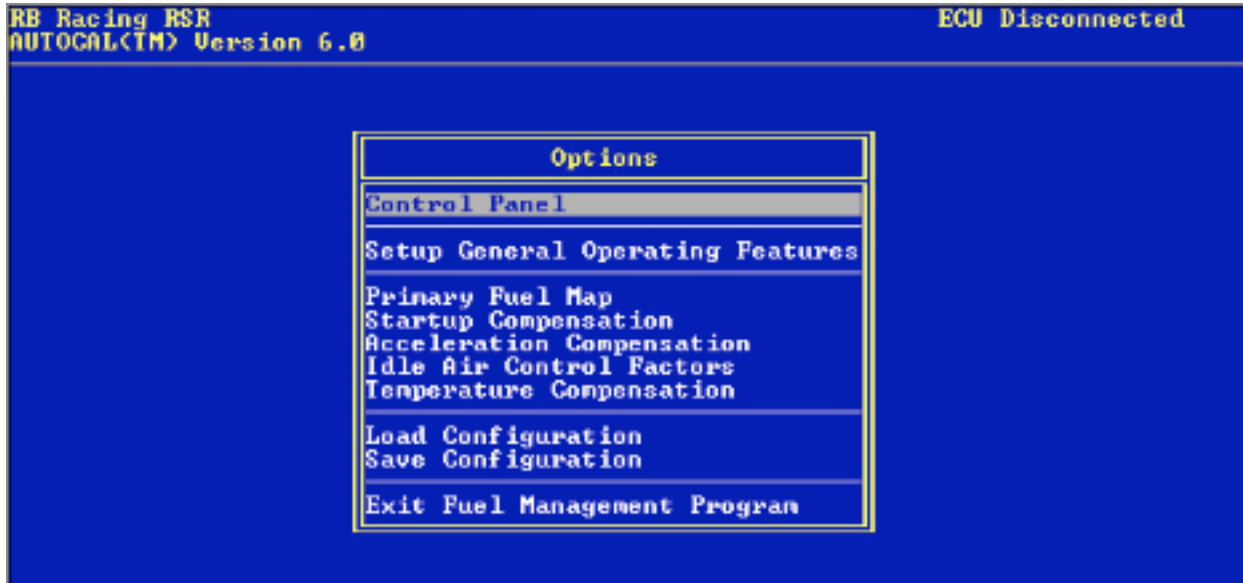 RB Racing RSR
ECU Disconnected
AUTOCAL(TM) Version 6.0
Options
Control Panel
Setup General Operating Features
Primary Fuel Map
Startup Compensation
Acceleration Compensation
Idle Air Control Factors
Temperature Compensation
Load Configuration
Save Configuration
Exit Fuel Management Program